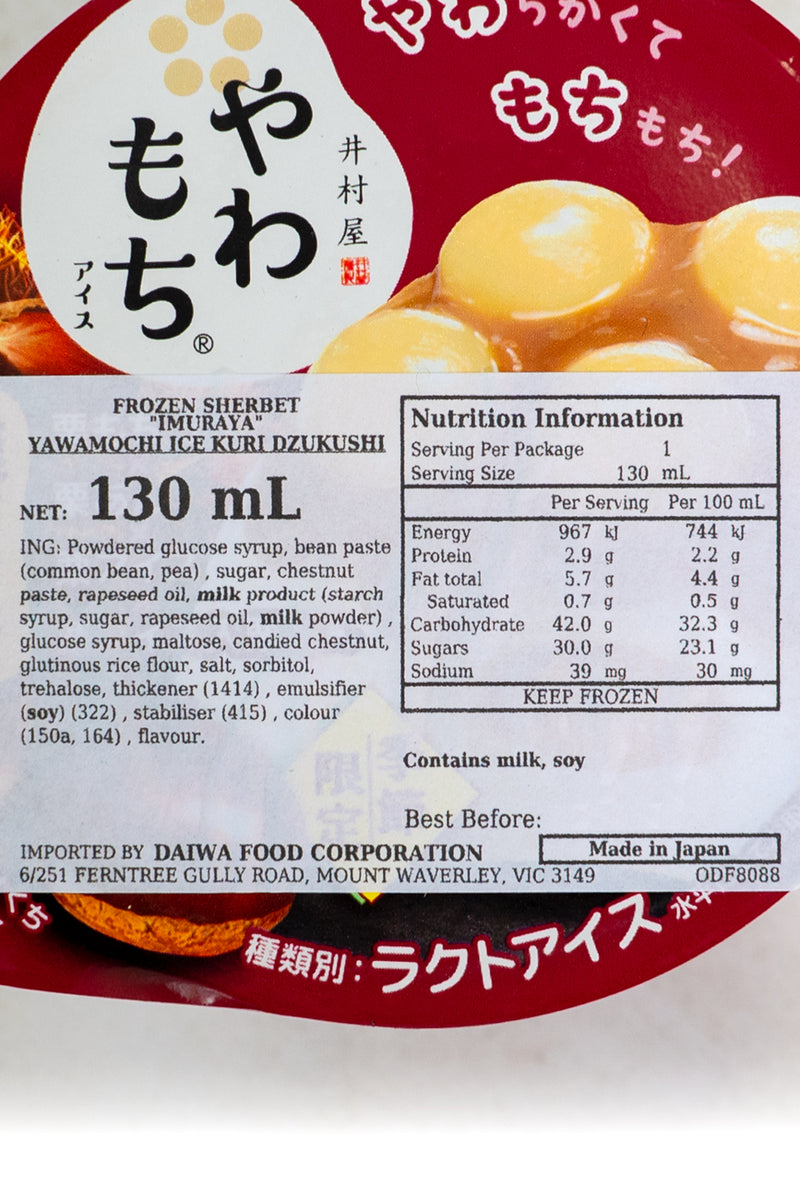 やわらかくて
もちもち!
やわ
もち
アイス
®
井村屋
FROZEN SHERBET
"IMURAYA"
YAWAMOCHI ICE KURI DZUKUSHI
NET: 130 mL
ING: Powdered glucose syrup, bean paste
(common bean, pea) , sugar, chestnut
paste, rapeseed oil, milk product (starch
syrup, sugar, rapeseed oil, milk powder) ,
glucose syrup, maltose, candied chestnut,
glutinous rice flour, salt, sorbitol,
trehalose, thickener (1414) , emulsifier
(soy) (322) , stabiliser (415) , colour
(150a, 164) , flavour.
Nutrition Information
Serving Per Package 1
Serving Size 130 mL
Per Serving Per 100 mL
Energy 967 kJ 744 kJ
Protein 2.9 g 2.2 g
Fat total 5.7 g 4.4 g
Saturated 0.7 g 0.5 g
Carbohydrate 42.0 g 32.3 g
Sugars 30.0 g 23.1 g
Sodium 39 mg 30 mg
KEEP FROZEN
Contains milk, soy
季節
限定
Best Before:
Made in Japan
IMPORTED BY DAIWA FOOD CORPORATION
6/251 FERNTREE GULLY ROAD, MOUNT WAVERLEY, VIC 3149 ODF8088
種類別:ラクトアイス